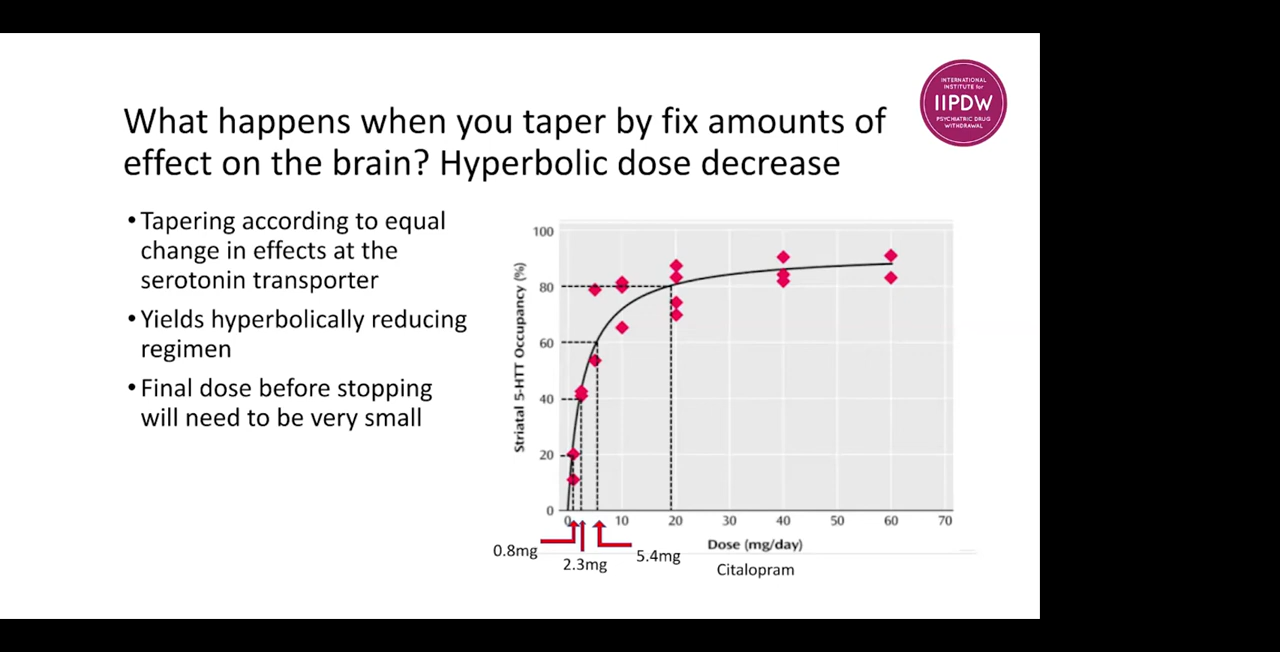 INTERNATIONAL
INSTITUTE for
IIPDW
PSYCHIATRIC DRUG
WITHDRAWAL
What happens when you taper by fix amounts of
effect on the brain? Hyperbolic dose decrease
•Tapering according to equal
change in effects at the
serotonin transporter
•Yields hyperbolically reducing
regimen
•Final dose before stopping
will need to be very small
Striatal 5-HTT Occupancy (%)
100
80
60
40
20
0
0 10 20 30 40 50 60 70
Dose (mg/day)
0.8mg
2.3mg
5.4mg
Citalopram